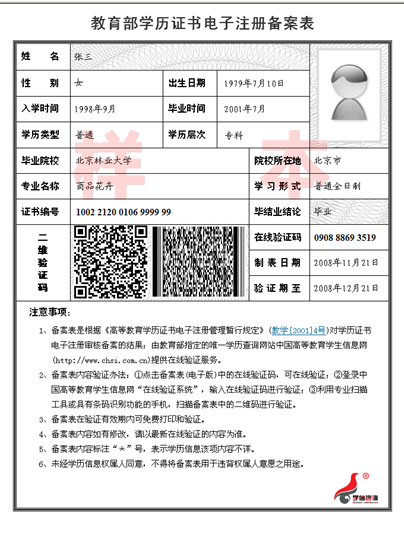 教育部学历证书电子注册备案表
姓 名 张三
性 别 女 出生日期 1979年7月10日
入学时间 1998年9月 毕业时间 2001年7月
学历类型 普通 学历层次 专科
样 本
毕业院校 北京林业大学 院校所在地 北京市
专业名称 商品花卉 学习形式 普通全日制
证书编号 1002 2120 0106 9999 99 毕结业结论 毕业
二维验证码 在线验证码 0908 8869 3519
制表日期 2008年11月21日
验证期至 2008年12月21日
注意事项:
1、备案表是根据《高等教育学历证书电子注册管理暂行规定》(教学[2001]4号)对学历证书
电子注册审核备案的结果;由教育部指定的唯一学历查询网站中国高等教育学生信息网
(http://www.chsi.com.cn)提供在线验证服务。
2、备案表内容验证办法:①点击备案表(电子版)中的在线验证码,可在线验证;②登录中
国高等教育学生信息网“在线验证系统”,输入在线验证码进行验证;③利用专业扫描
工具或具有条码识别功能的手机,扫描备案表中的二维码进行验证。
3、备案表在验证有效期内可免费打印和验证。
4、备案表内容如有修改,请以最新在线验证的内容为准。
5、备案表内容标注“*”号,表示学历信息该项内容不详。
6、未经学历信息权属人同意,不得将备案表用于违背权属人意愿之用途。
学信咨询